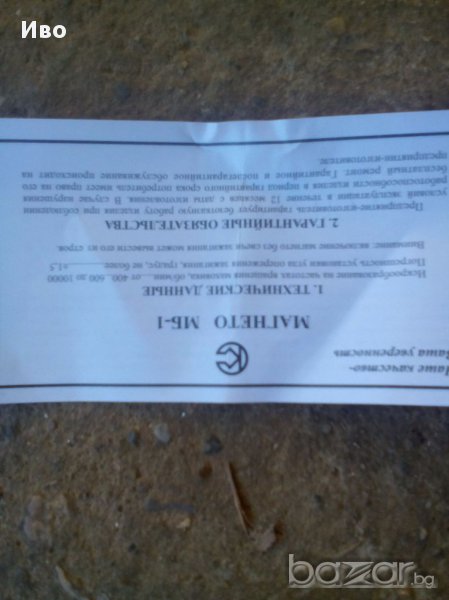 Иво
Наше качество-
Ваша уверенность
МАГНЕТО МБ-1
1. ТЕХНИЧЕСКИЕ ДАННЫЕ
Искрообразование на частотах вращения маховика, об/мин......от 400...600 до 10000
Погрешность установки угла опережения зажигания, градус, не более ............±1,5
Внимание: включение магнето без свечи зажигания может вывести его из строя.
2. ГАРАНТИЙНЫЕ ОБЯЗАТЕЛЬСТВА
Предприятие-изготовитель гарантирует безотказную работу изделия при соблюдении
условий эксплуатации в течение 12 месяцев с даты изготовления. В случае нарушения
работоспособности изделия в период гарантийного срока потребитель имеет право на его
бесплатный ремонт. Гарантийное и послегарантийное обслуживание происходит на
предприятии-изготовителе.
bazar.bg